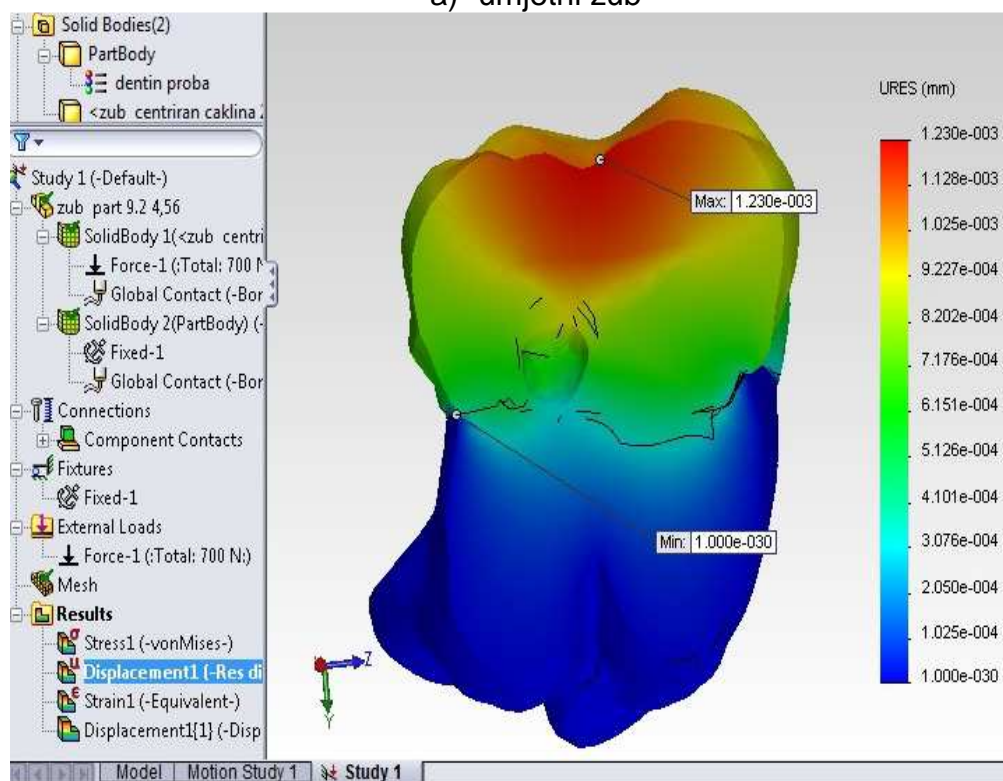 a) umjetni zub
Solid Bodies(2)
PartBody
dentin proba
<zub centriran caklina
Study 1 (-Default-)
zub part 9.2 4,56
SolidBody 1(<zub centri
Force-1 (:Total: 700 N
Global Contact (-Bor
SolidBody 2(PartBody) (-
Fixed-1
Global Contact (-Bor
Connections
Component Contacts
Fixtures
Fixed-1
External Loads
Force-1 (:Total: 700 N:)
Mesh
Results
Stress1 (-vonMises-)
Displacement1 (-Res di
Strain1 (-Equivalent-)
Displacement1[1} (-Disp
Model
Motion Study 1
Study 1
URES (mm)
1.230e-003
1.128e-003
1.025e-003
9.227e-004
8.202e-004
7.176e-004
6.151e-004
5.126e-004
4.101e-004
3.076e-004
2.050e-004
1.025e-004
1.000e-030
Max: 1.230e-003
Min: 1.000e-030
Z
Y